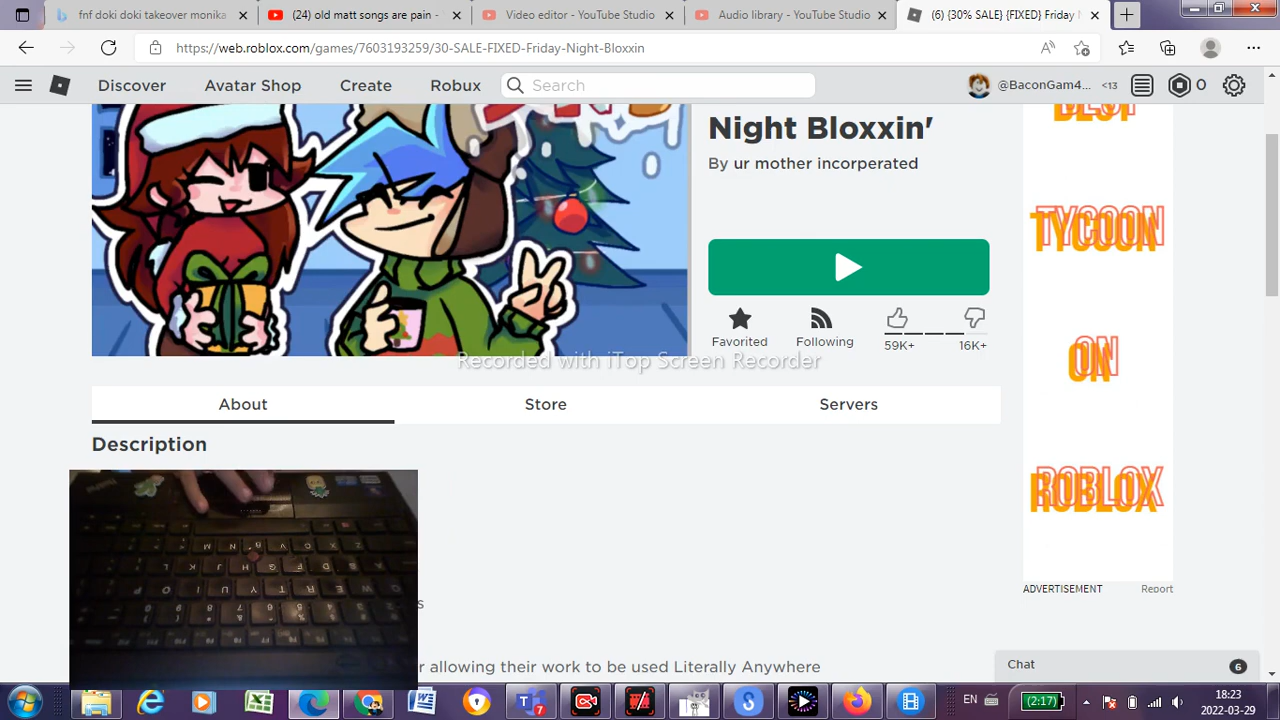 fnf doki doki takeover monika
(24) old matt songs are pain -
Video editor - YouTube Studio
Audio library - YouTube Studio
(6) {30% SALE} {FIXED} Friday N
https://web.roblox.com/games/7603193259/30-SALE-FIXED-Friday-Night-Bloxxin
Discover
Avatar Shop
Create
Robux
Search
@BaconGam4...
<13
0
Night Bloxxin'
By ur mother incorperated
Favorited
Following
59K+
16K+
Recorded with iTop Screen Recorder
About
Store
Servers
Description
s
r allowing their work to be used Literally Anywhere
BEST
TYCOON
ON
ROBLOX
ADVERTISEMENT
Report
Chat
6
7
EN
(2:17)
18:23
2022-03-29